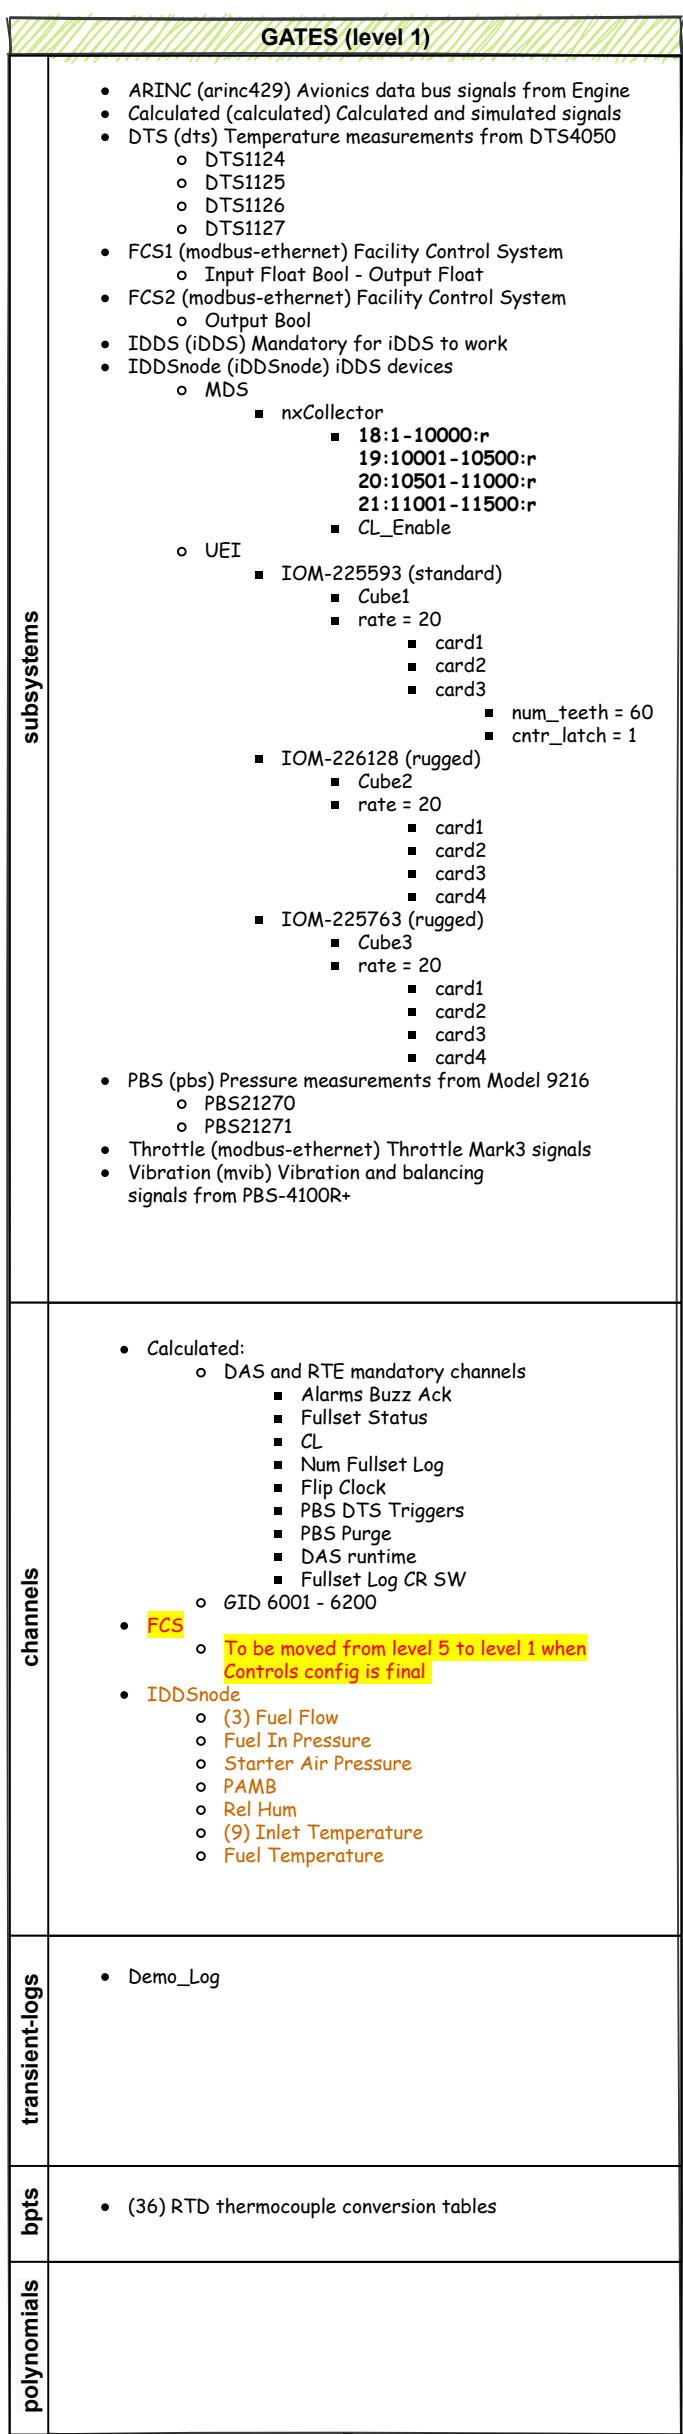 GATES (level 1)
subsystems
ARINC (arinc429) Avionics data bus signals from Engine
Calculated (calculated) Calculated and simulated signals
DTS (dts) Temperature measurements from DTS4050
DTS1124
DTS1125
DTS1126
DTS1127
FCS1 (modbus-ethernet) Facility Control System
Input Float Bool - Output Float
FCS2 (modbus-ethernet) Facility Control System
Output Bool
IDDS (iDDS) Mandatory for iDDS to work
IDDSnode (iDDSnode) iDDS devices
MDS
nxCollector
18:1-10000:r
19:10001-10500:r
20:10501-11000:r
21:11001-11500:r
CL_Enable
UEI
IOM-225593 (standard)
Cube1
rate = 20
card1
card2
card3
num_teeth = 60
cntr_latch = 1
IOM-226128 (rugged)
Cube2
rate = 20
card1
card2
card3
card4
IOM-225763 (rugged)
Cube3
rate = 20
card1
card2
card3
card4
PBS (pbs) Pressure measurements from Model 9216
PBS21270
PBS21271
Throttle (modbus-ethernet) Throttle Mark3 signals
Vibration (mvib) Vibration and balancing
signals from PBS-4100R+
channels
Calculated:
DAS and RTE mandatory channels
Alarms Buzz Ack
Fullset Status
CL
Num Fullset Log
Flip Clock
PBS DTS Triggers
PBS Purge
DAS runtime
Fullset Log CR SW
GID 6001 - 6200
FCS
To be moved from level 5 to level 1 when
Controls config is final
IDDSnode
(3) Fuel Flow
Fuel In Pressure
Starter Air Pressure
PAMB
Rel Hum
(9) Inlet Temperature
Fuel Temperature
transient-logs
Demo_Log
bpts
(36) RTD thermocouple conversion tables
polynomials